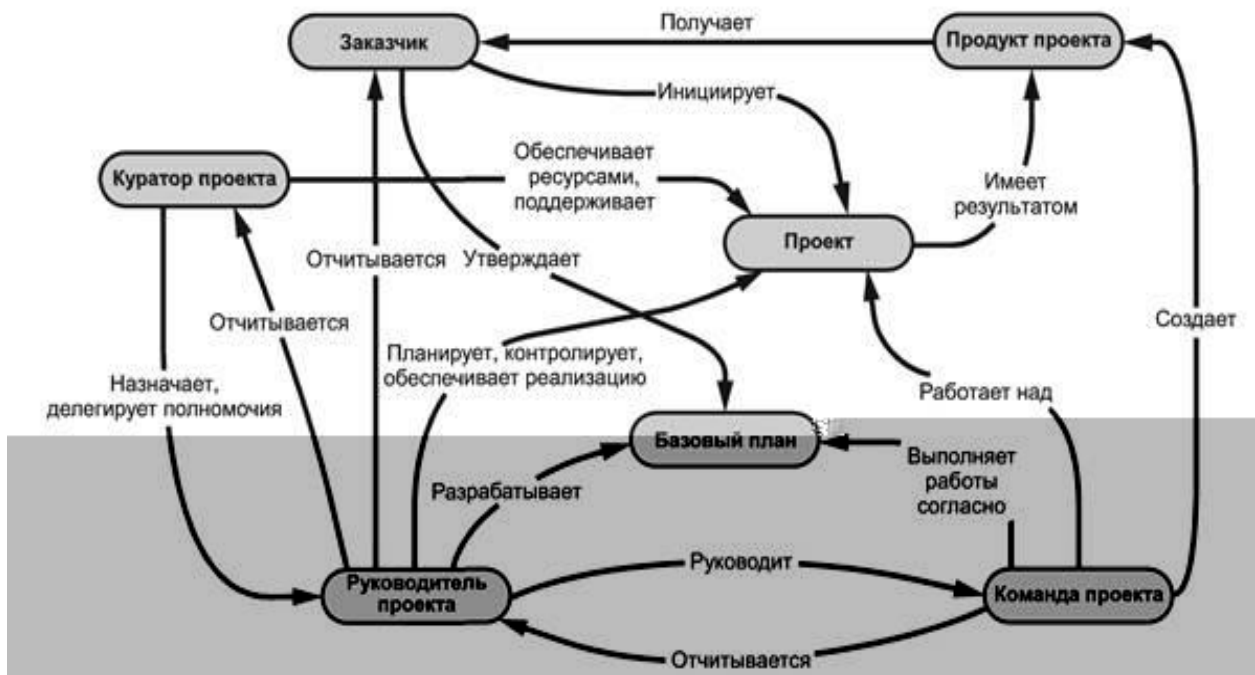 Получает
Заказчик
Продукт проекта
Инициирует
Обеспечивает
ресурсами,
поддерживает
Куратор проекта
Имеет
результатом
Проект
Отчитывается
Утверждает
Отчитывается
Создает
Планирует, контролирует,
обеспечивает реализацию
Назначает,
делегирует полномочия
Работает над
Базовый план
Выполняет
работы
согласно
Разрабатывает
Руководит
Руководитель
проекта
Команда проекта
Отчитывается